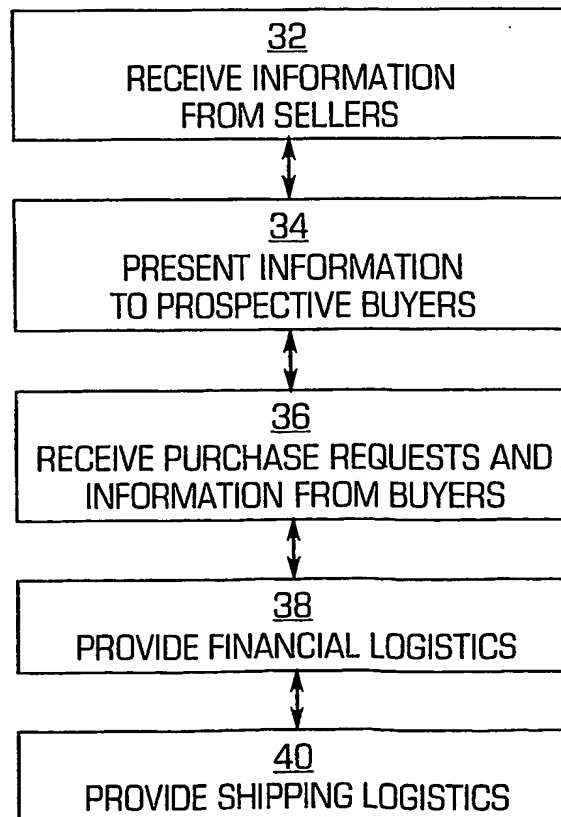 32
RECEIVE INFORMATION
FROM SELLERS
34
PRESENT INFORMATION
TO PROSPECTIVE BUYERS
36
RECEIVE PURCHASE REQUESTS AND
INFORMATION FROM BUYERS
38
PROVIDE FINANCIAL LOGISTICS
40
PROVIDE SHIPPING LOGISTICS